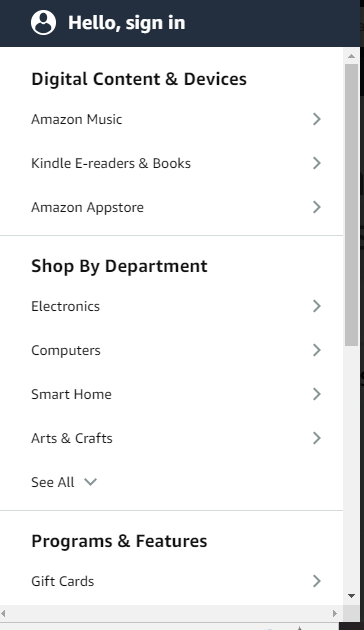 Hello, sign in
Digital Content & Devices
Amazon Music
Kindle E-readers & Books
Amazon Appstore
Shop By Department
Electronics
Computers
Smart Home
Arts & Crafts
See All
Programs & Features
Gift Cards